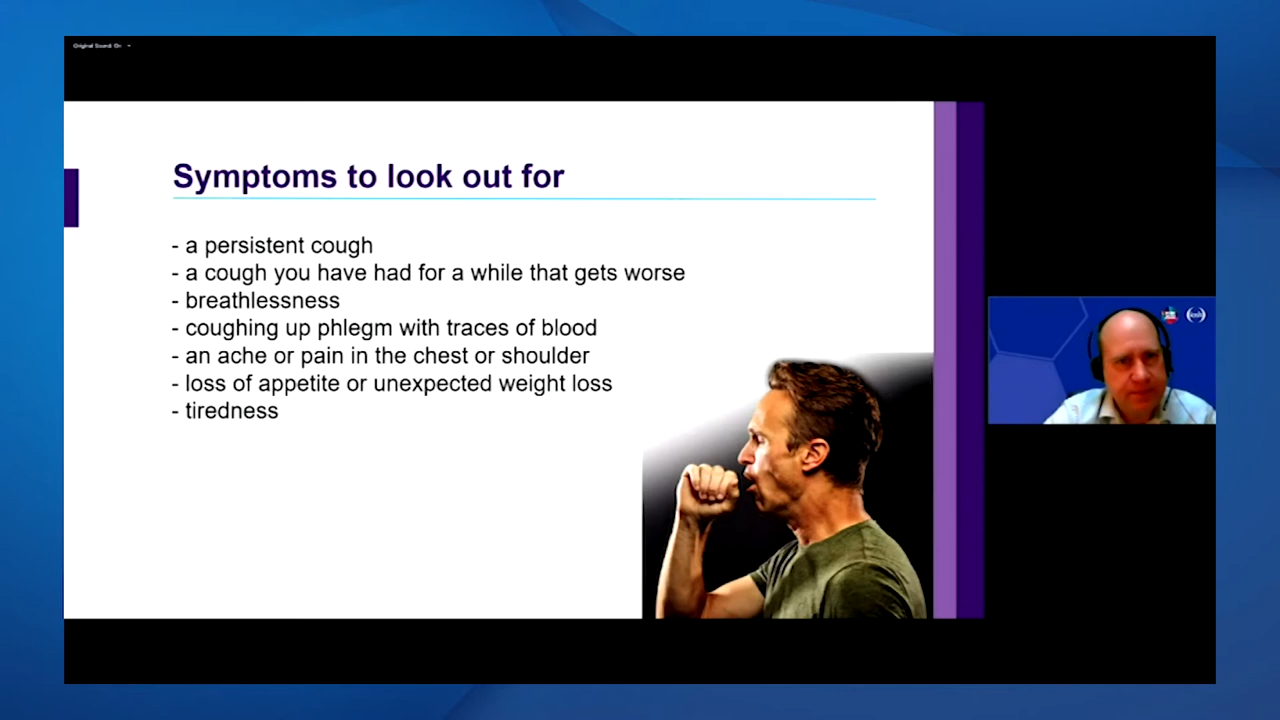 Original Sound: On
Symptoms to look out for
- a persistent cough
- a cough you have had for a while that gets worse
- breathlessness
- coughing up phlegm with traces of blood
- an ache or pain in the chest or shoulder
- loss of appetite or unexpected weight loss
- tiredness